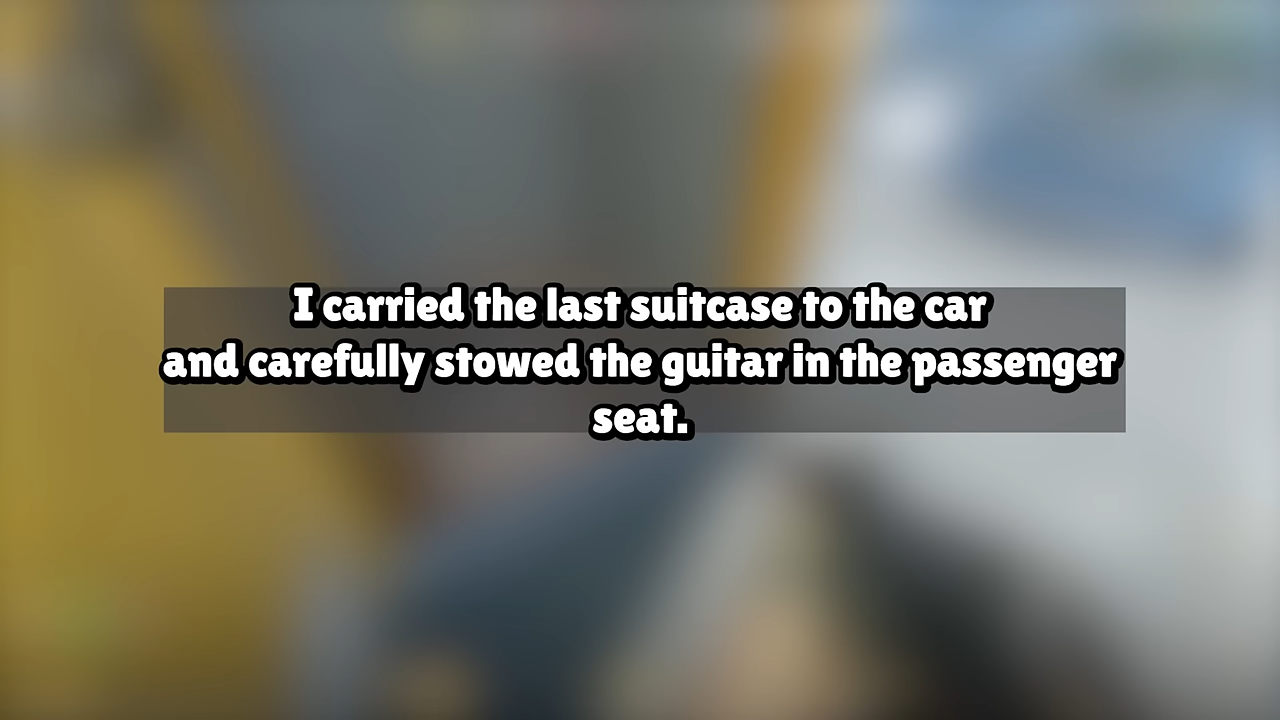 I carried the last suitcase to the car
and carefully stowed the guitar in the passenger
seat.